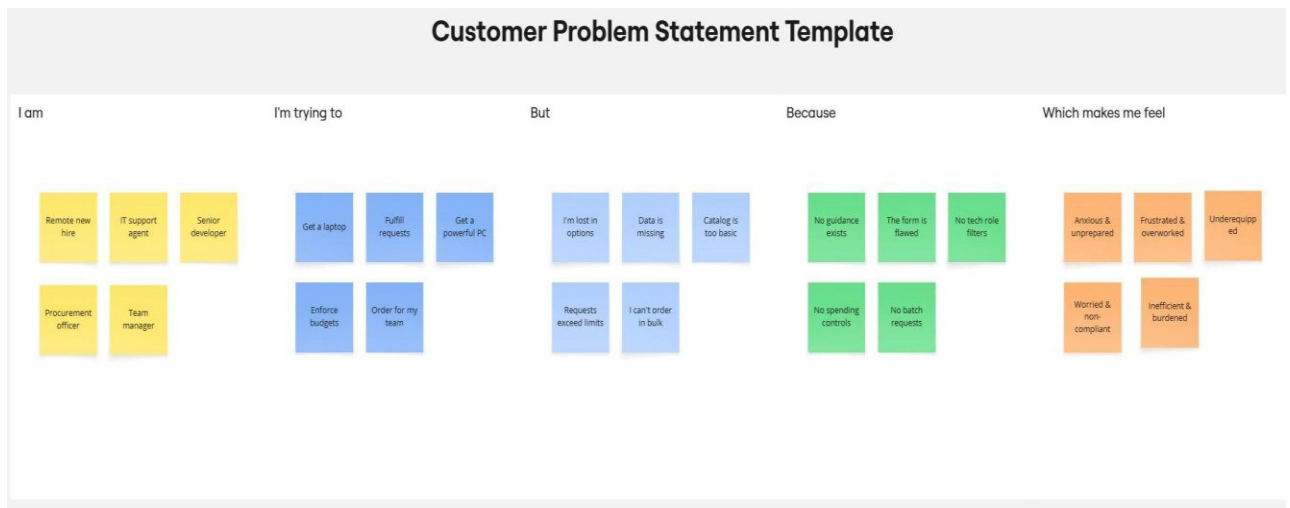 Customer Problem Statement Template
I am
I'm trying to
But
Because
Which makes me feel
Remote new
hire
IT support
agent
Senior
developer
Procurement
officer
Team
manager
Get a laptop
Fulfill
requests
Get a
powerful PC
Enforce
budgets
Order for my
team
I'm lost in
options
Data is
missing
Catalog is
too basic
Requests
exceed limits
I can't order
in bulk
No guidance
exists
The form is
flawed
No tech role
filters
No spending
controls
No batch
requests
Anxious &
unprepared
Frustrated &
overworked
Underequipp
ed
Worried &
non-
compliant
Inefficient &
burdened